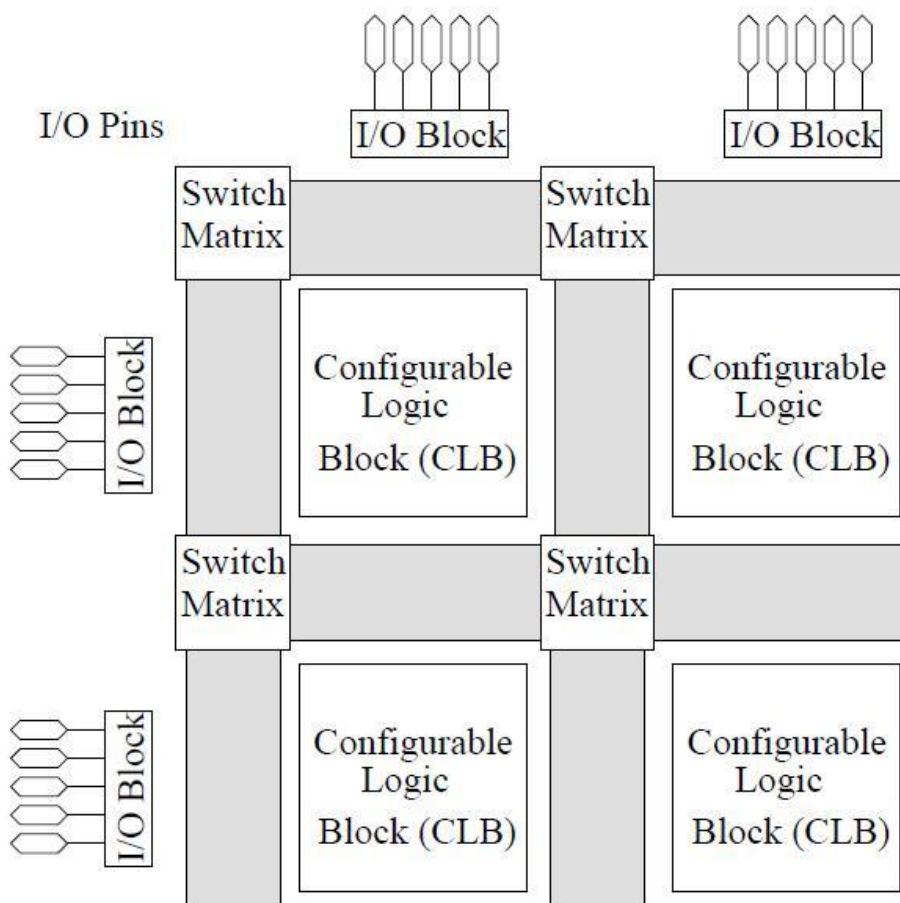 I/O Pins
I/O Block
I/O Block
Switch
Matrix
Switch
Matrix
I/O Block
Configurable
Logic
Block (CLB)
Configurable
Logic
Block (CLB)
Switch
Matrix
Switch
Matrix
I/O Block
Configurable
Logic
Block (CLB)
Configurable
Logic
Block (CLB)